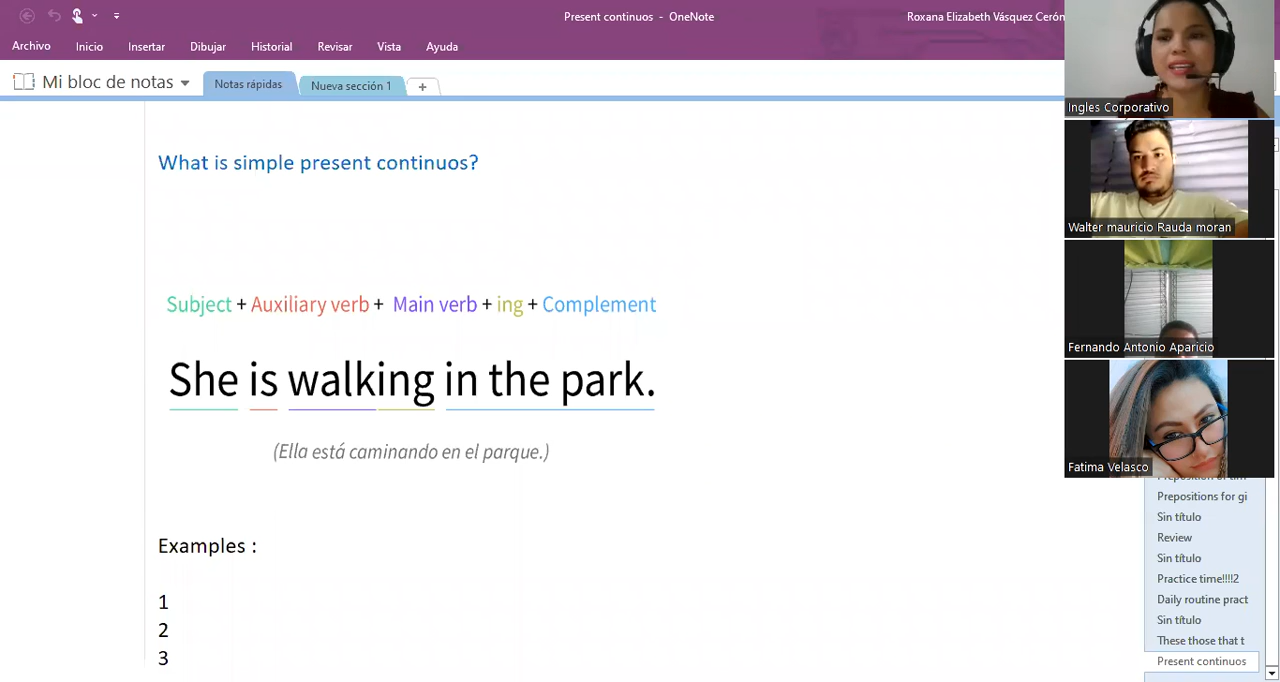 Present continuos - OneNote
Roxana Elizabeth Vásquez Cerón
Archivo Inicio Insertar Dibujar Historial Revisar Vista Ayuda
Mi bloc de notas Notas rápidas Nueva sección 1 +
What is simple present continuos?
Subject + Auxiliary verb + Main verb + ing + Complement
She is walking in the park.
(Ella está caminando en el parque.)
Examples :
1
2
3
Ingles Corporativo
Walter mauricio Rauda moran
Fernando Antonio Aparicio
Fatima Velasco
Prepositions for gi
Sin título
Review
Sin título
Practice time!!!!2
Daily routine pract
Sin título
These those that t
Present continuos